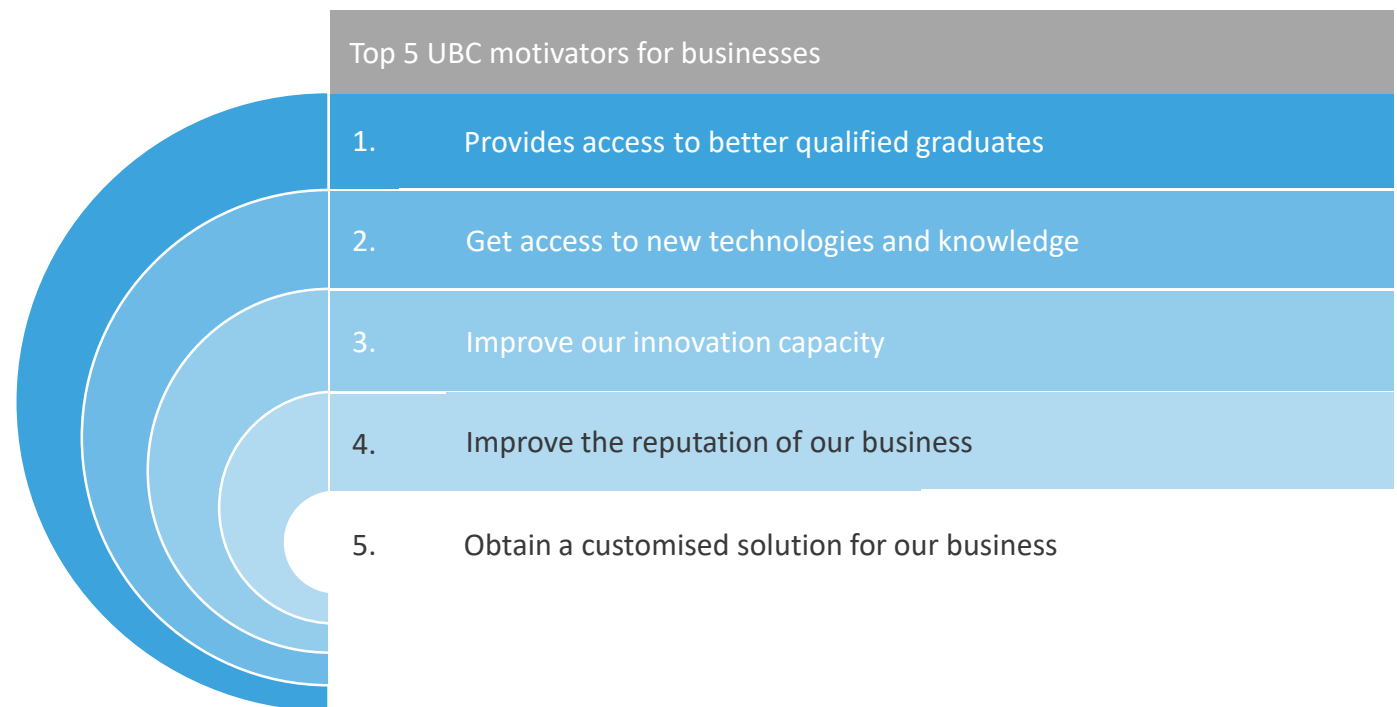 Top 5 UBC motivators for businesses
1. Provides access to better qualified graduates
2. Get access to new technologies and knowledge
3. Improve our innovation capacity
4. Improve the reputation of our business
5. Obtain a customised solution for our business